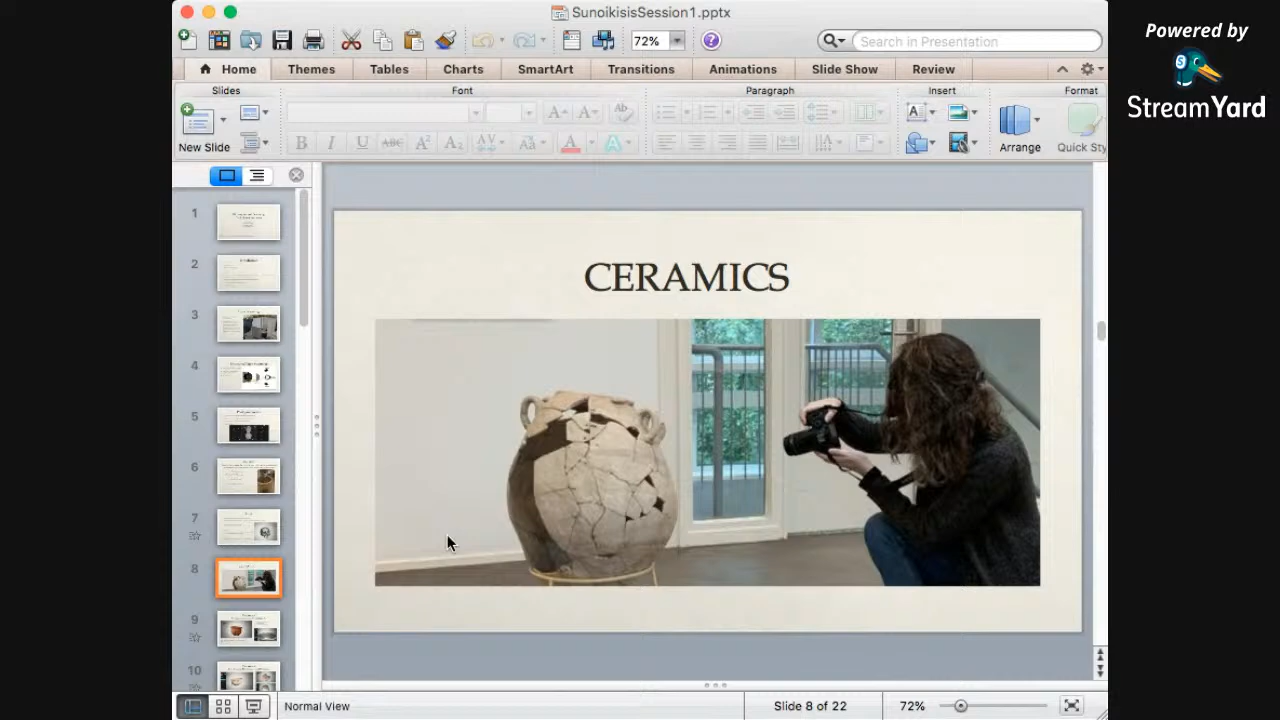 SunoikisisSession1.pptx
Powered by
StreamYard
72%
Search in Presentation
Home Themes Tables Charts SmartArt Transitions Animations Slide Show Review
Slides Font Paragraph Insert Format
New Slide
Arrange
Quick Sty
1
2
3
4
5
6
7
8
9
10
CERAMICS
Normal View
Slide 8 of 22
72%